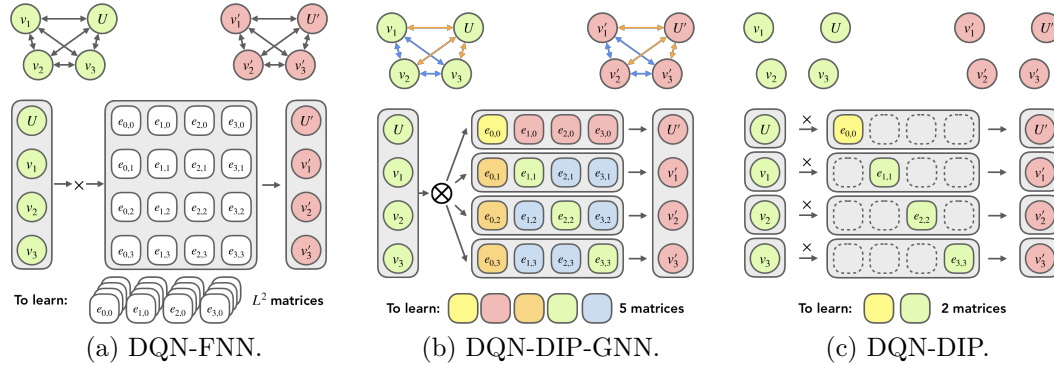 v₁ U
v₂ v₃
v′₁ U′
v′₂ v′₃
U e₀,₀ e₁,₀ e₂,₀ e₃,₀ U′
v₁ e₀,₁ e₁,₁ e₂,₁ e₃,₁ v′₁
×
v₂ e₀,₂ e₁,₂ e₂,₂ e₃,₂ v′₂
v₃ e₀,₃ e₁,₃ e₂,₃ e₃,₃ v′₃
To learn: e₀,₀ e₁,₀ e₂,₀ e₃,₀ L² matrices
(a) DQN-FNN.
v₁ U
v₂ v₃
v′₁ U′
v′₂ v′₃
U e₀,₀ e₁,₀ e₂,₀ e₃,₀ U′
v₁ e₀,₁ e₁,₁ e₂,₁ e₃,₁ v′₁
⊗
v₂ e₀,₂ e₁,₂ e₂,₂ e₃,₂ v′₂
v₃ e₀,₃ e₁,₃ e₂,₃ e₃,₃ v′₃
To learn: 5 matrices
(b) DQN-DIP-GNN.
v₁ U
v₂ v₃
v′₁ U′
v′₂ v′₃
U × e₀,₀ U′
v₁ × e₁,₁ v′₁
v₂ × e₂,₂ v′₂
v₃ × e₃,₃ v′₃
To learn: 2 matrices
(c) DQN-DIP.